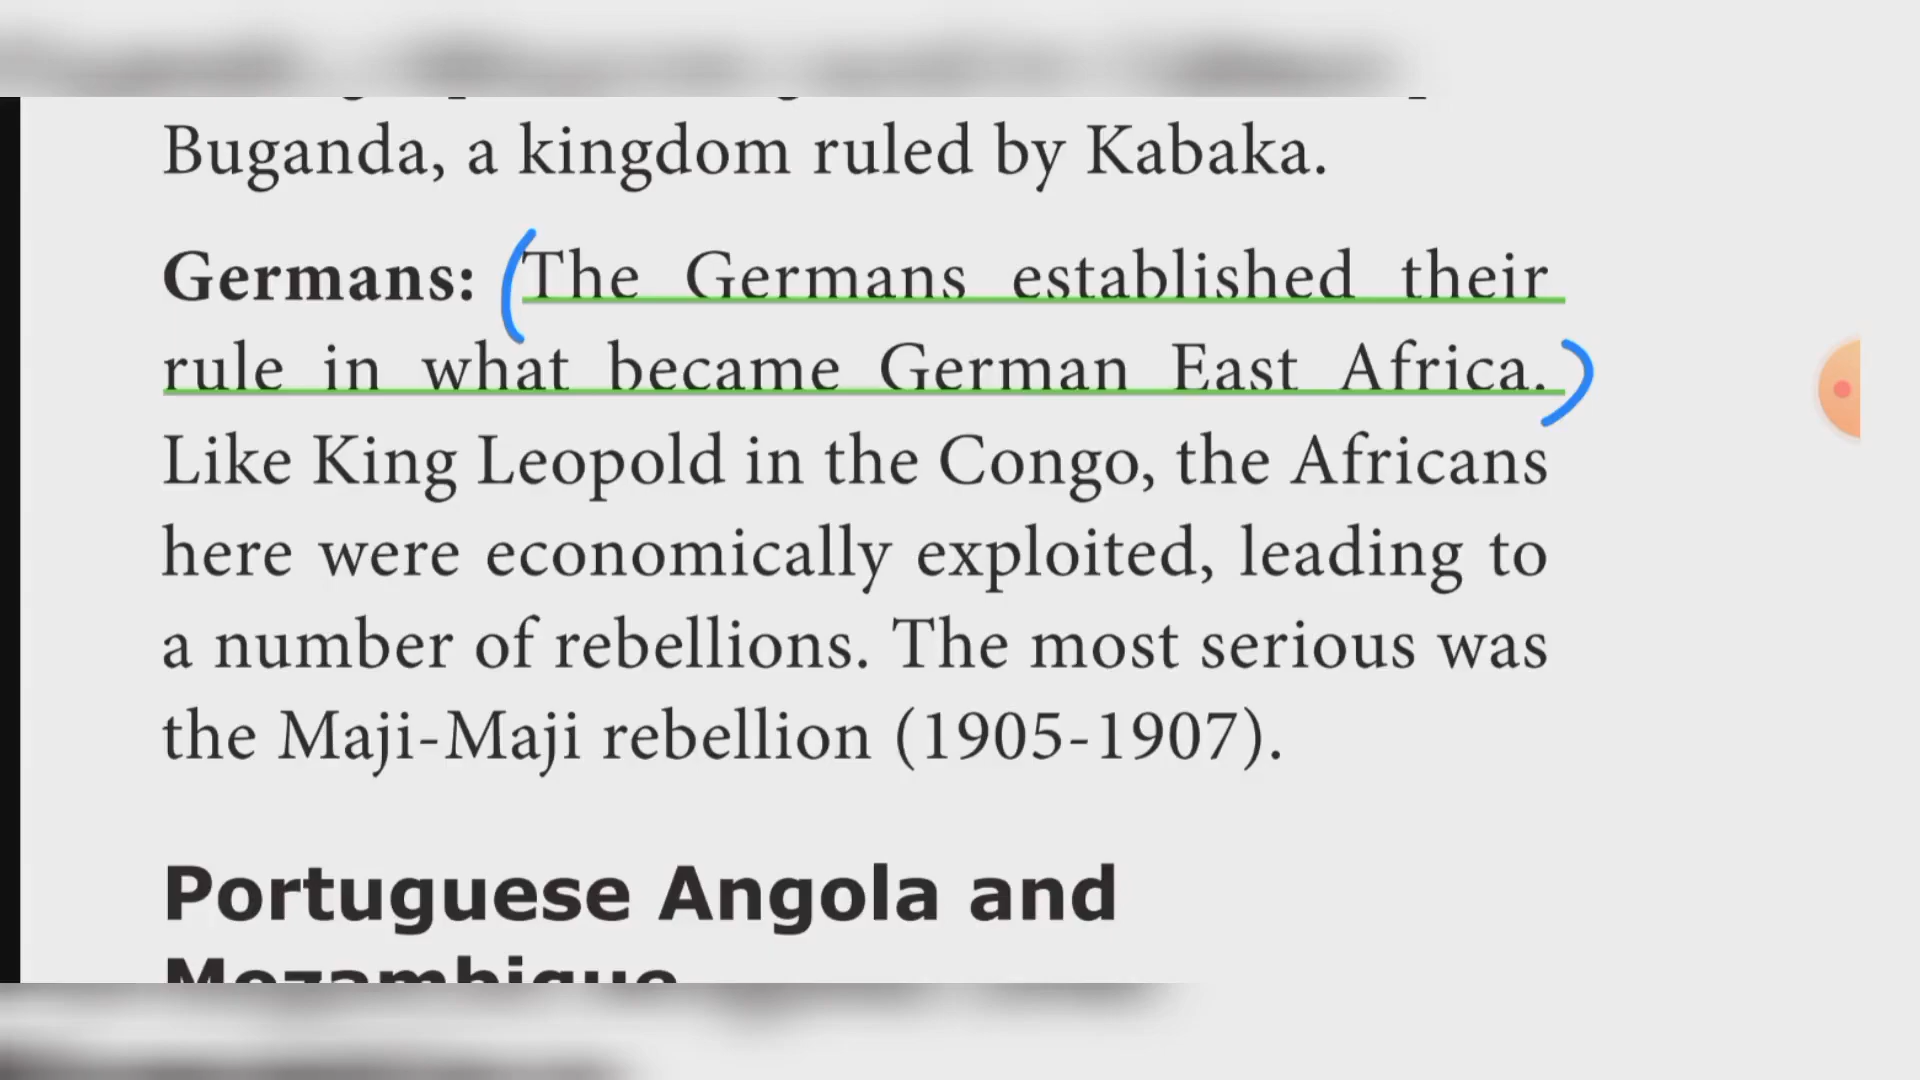 Buganda, a kingdom ruled by Kabaka.
Germans: The Germans established their
rule in what became German East Africa.
Like King Leopold in the Congo, the Africans
here were economically exploited, leading to
a number of rebellions. The most serious was
the Maji-Maji rebellion (1905-1907).
Portuguese Angola and
Mozambique